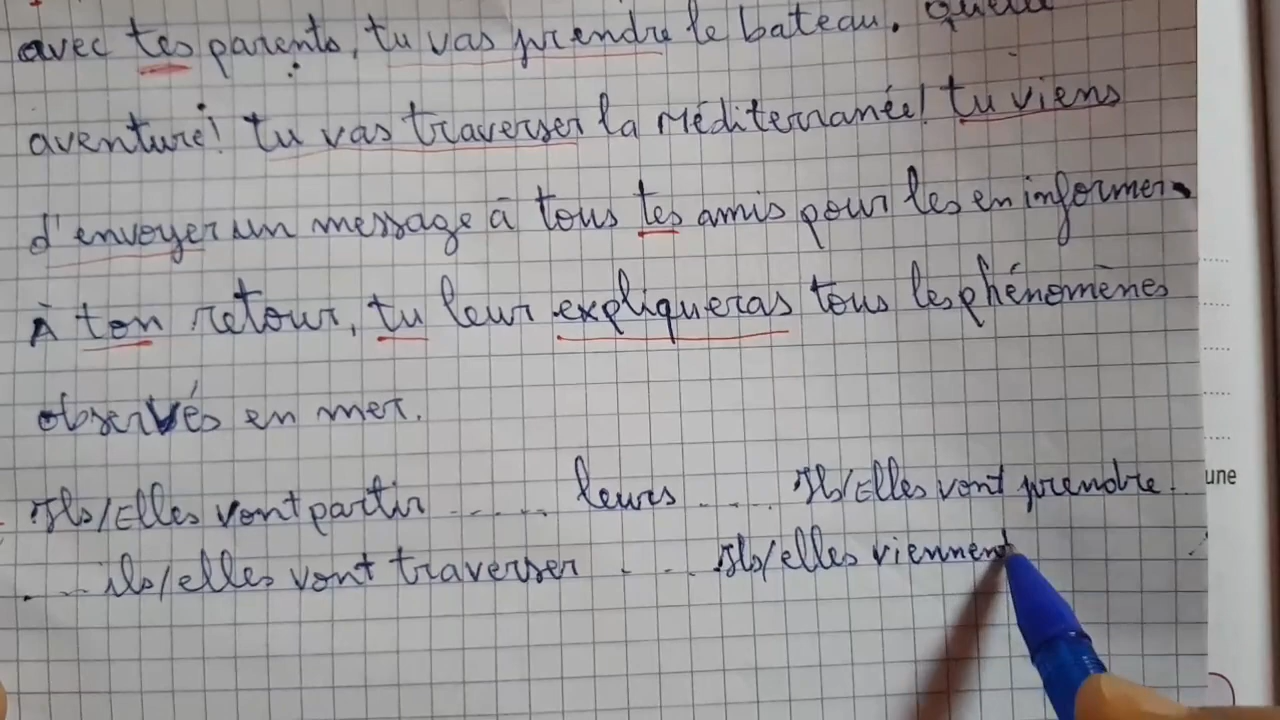 avec tes parents, tu vas prendre le bateau. Quelle
aventure! tu vas traverser la Méditerranée! tu viens
d'envoyer un message à tous tes amis pour les en informer.
À ton retour, tu leur expliqueras tous les phénomènes
observés en mer.
une
Ils/Elles vont partir ....... leurs ..... Ils/Elles vont prendre.
... ils/elles vont traverser . .. Ils/elles viennent